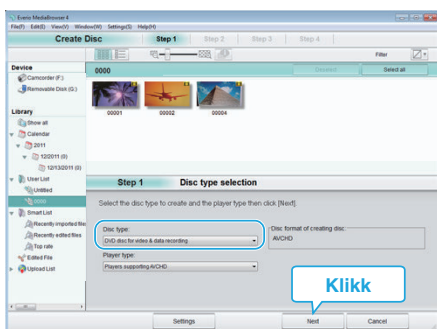 Everio MediaBrowser 4
File(F) Edit(E) View(V) Window(W) Settings(S) Help(H)
Create Disc Step 1 Step 2 Step 3 Step 4
Filter
Device
Camcorder (F:)
Removable Disk (G:)
0000 Deselect Select all
00001 00002 00004
Library
Show all
Calendar
2011
12/2011 (0)
12/13/2011 (0)
User List
Untitled
0000
Smart List
Recently imported file
Recently edited files
Top rate
Edited File
Upload List
Step 1 Disc type selection
Select the disc type to create and the player type then click [Next].
Disc type:
DVD disc for video & data recording
Player type:
Players supporting AVCHD.
Disc format of creating disc.
AVCHD
Klikk
Settings Next Cancel